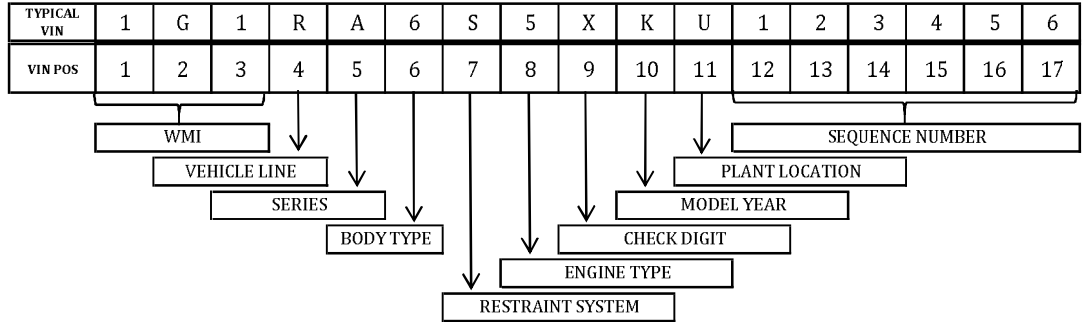 TYPICAL VIN 1 G 1 R A 6 S 5 X K U 1 2 3 4 5 6
VIN POS 1 2 3 4 5 6 7 8 9 10 11 12 13 14 15 16 17
WMI SEQUENCE NUMBER
VEHICLE LINE PLANT LOCATION
SERIES MODEL YEAR
BODY TYPE CHECK DIGIT
ENGINE TYPE
RESTRAINT SYSTEM